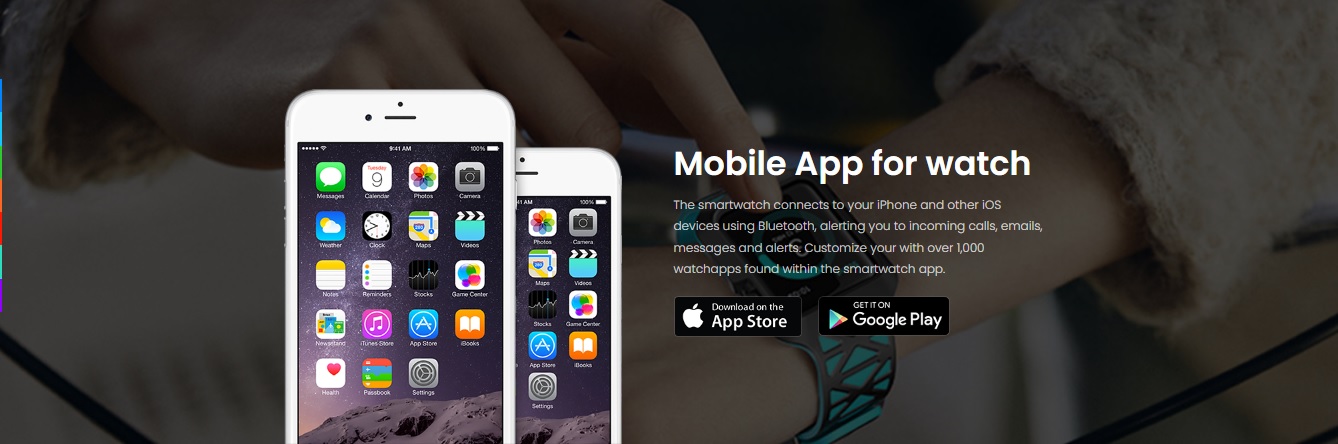 Mobile App for watch
The smartwatch connects to your iPhone and other iOS
devices using Bluetooth, alerting you to incoming calls, emails,
messages and alerts. Customize your with over 1,000
watchapps found within the smartwatch app.
Download on the
App Store
GET IT ON
Google Play
9:41 AM 100%
Tuesday
9
Messages Calendar Photos Camera
280
Weather Clock Maps Videos
Notes Reminders Stocks Game Center
Newsstand iTunes Store App Store iBooks
Health Passbook Settings
:41 AM 100%
Photos Camera
280
Maps Videos
Stocks Game Center
App Store iBooks
Settings